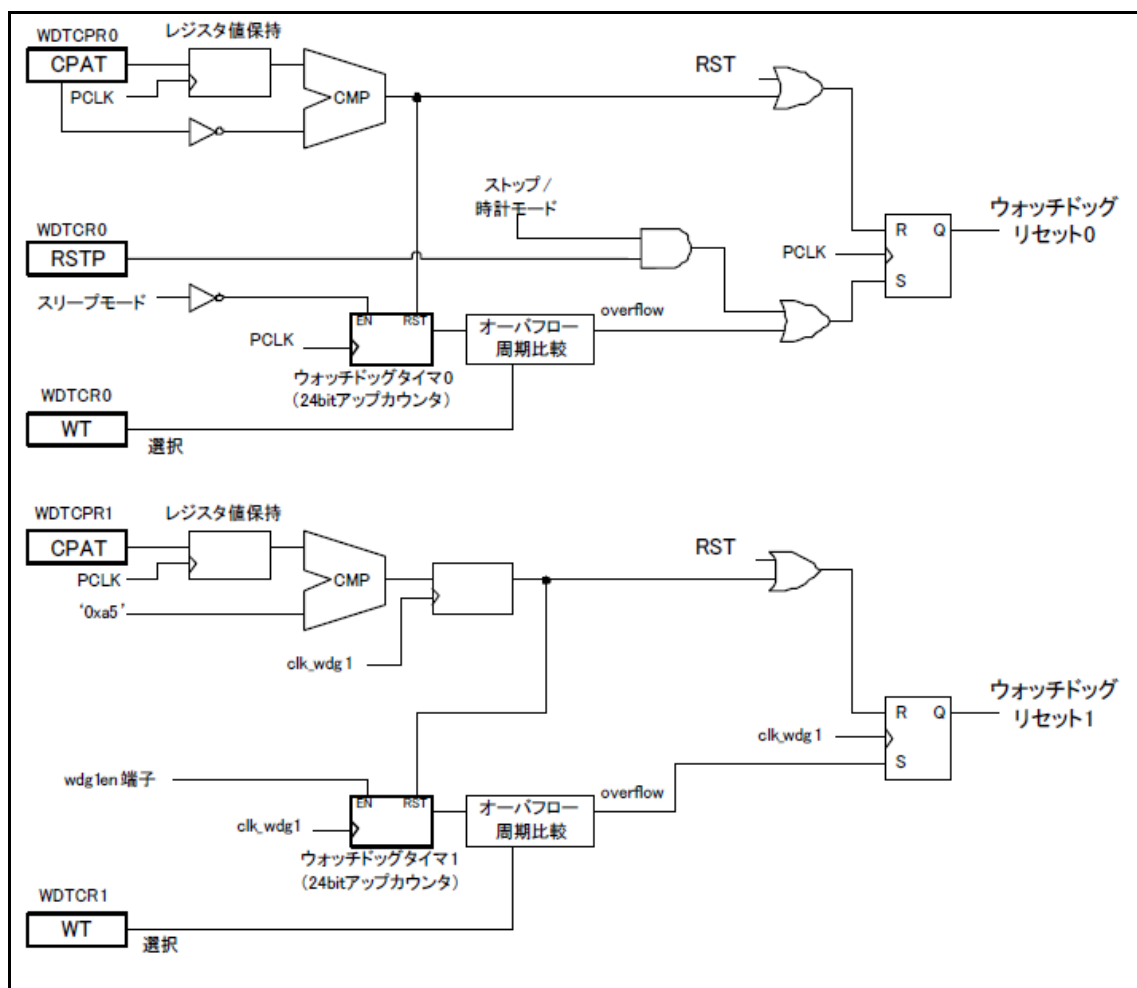 WDTCPR0
レジスタ値保持
CPAT
PCLK
CMP
RST
ストップ /
時計モード
WDTCR0
RSTP
スリープモード
PCLK
EN
RST
ウォッチドッグタイマ0
(24bitアップカウンタ)
オーバフロー
周期比較
overflow
PCLK
R
Q
S
ウォッチドッグ
リセット0
WDTCR0
WT
選択
WDTCPR1
レジスタ値保持
CPAT
PCLK
'0xa5'
CMP
clk_wdg1
RST
wdg1en 端子
clk_wdg1
EN
RST
ウォッチドッグタイマ1
(24bitアップカウンタ)
オーバフロー
周期比較
overflow
clk_wdg1
R
Q
S
ウォッチドッグ
リセット1
WDTCR1
WT
選択